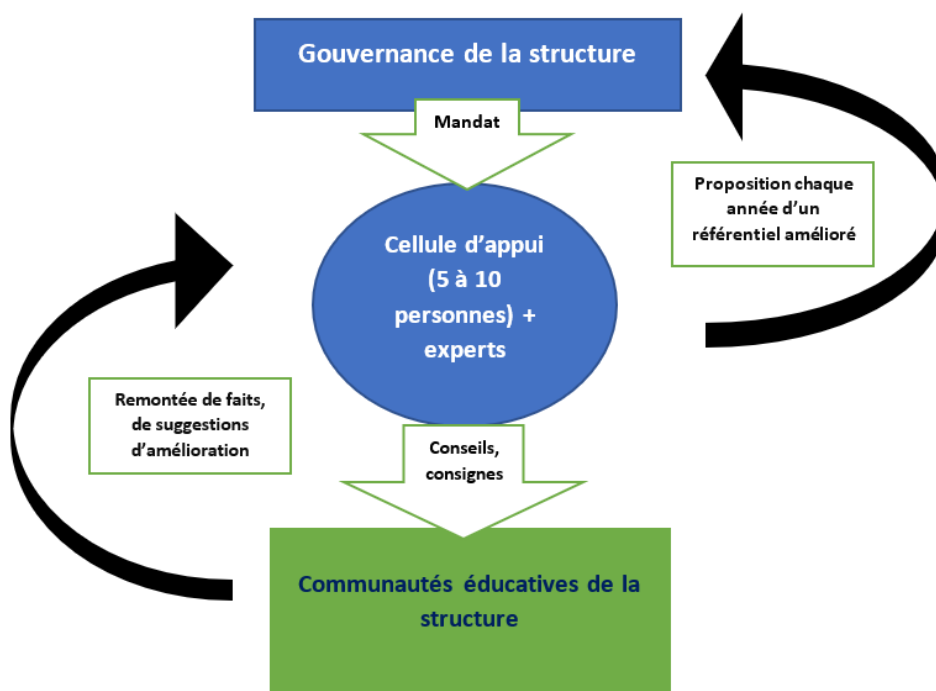 Gouvernance de la structure
Mandat
Proposition chaque
année d’un
référentiel amélioré
Cellule d’appui
(5 à 10
personnes) +
experts
Remontée de faits,
de suggestions
d’amélioration
Conseils,
consignes
Communautés éducatives de la
structure